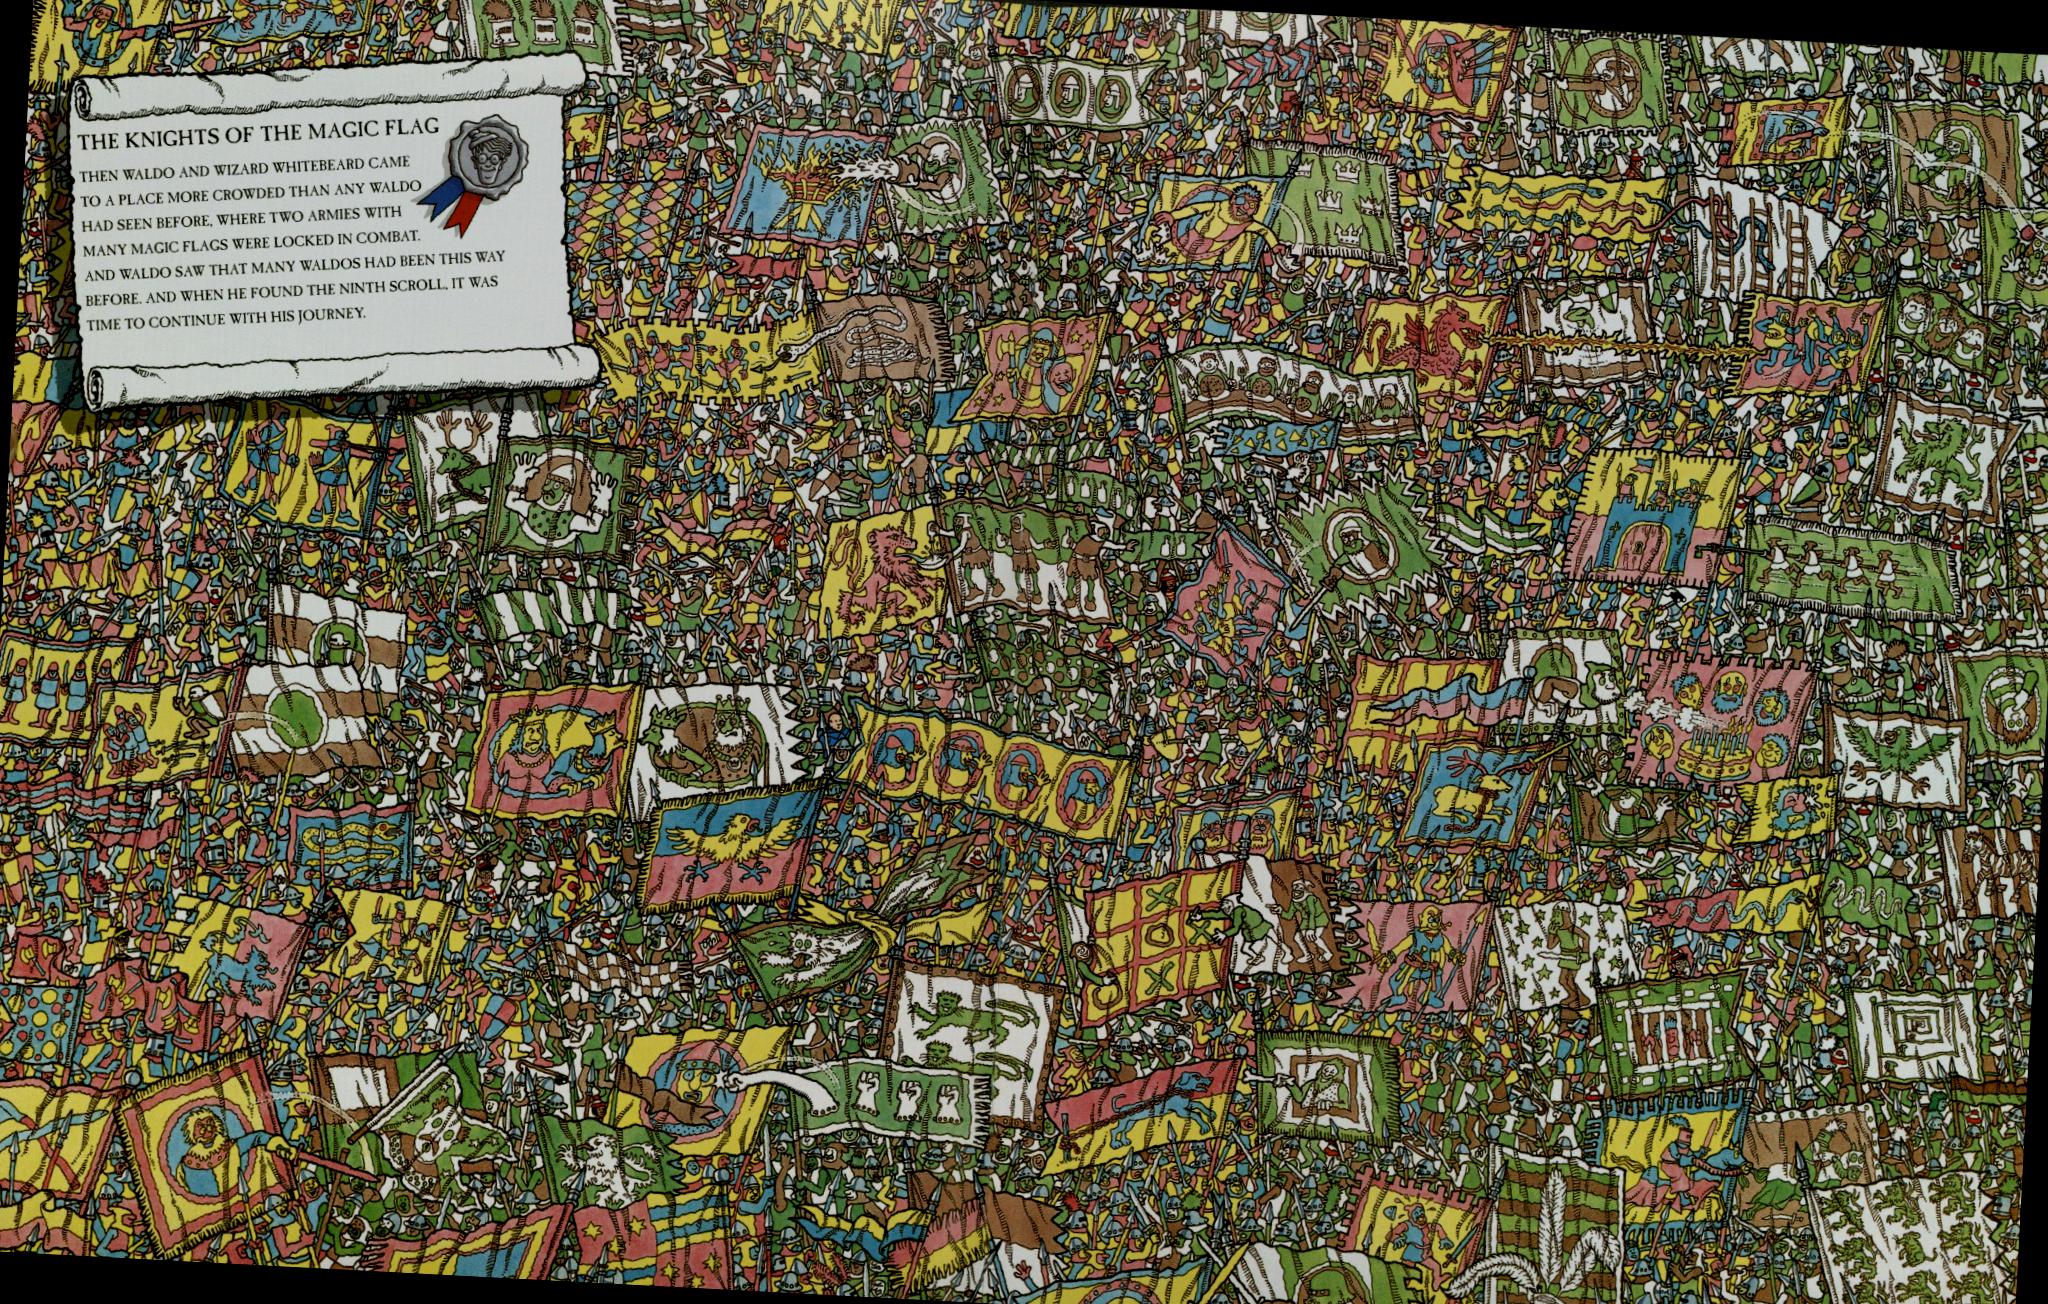 THE KNIGHTS OF THE MAGIC FLAG
THEN WALDO AND WIZARD WHITEBEARD CAME
TO A PLACE MORE CROWDED THAN ANY WALDO
HAD SEEN BEFORE, WHERE TWO ARMIES WITH
MANY MAGIC FLAGS WERE LOCKED IN COMBAT.
AND WALDO SAW THAT MANY WALDOS HAD BEEN THIS WAY
BEFORE. AND WHEN HE FOUND THE NINTH SCROLL, IT WAS
TIME TO CONTINUE WITH HIS JOURNEY.